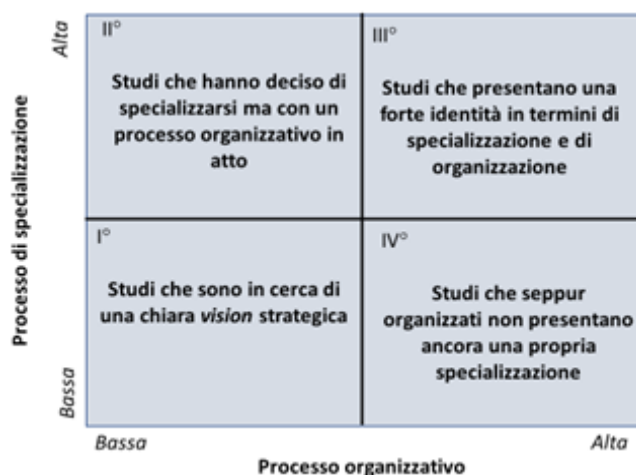 Alta
II°
Studi che hanno deciso di
specializzarsi ma con un
processo organizzativo in
atto
III°
Studi che presentano una
forte identità in termini di
specializzazione e di
organizzazione
Processo di specializzazione
I°
Studi che sono in cerca di
una chiara vision strategica
IV°
Studi che seppur
organizzati non presentano
ancora una propria
specializzazione
Bassa
Bassa
Alta
Processo organizzativo